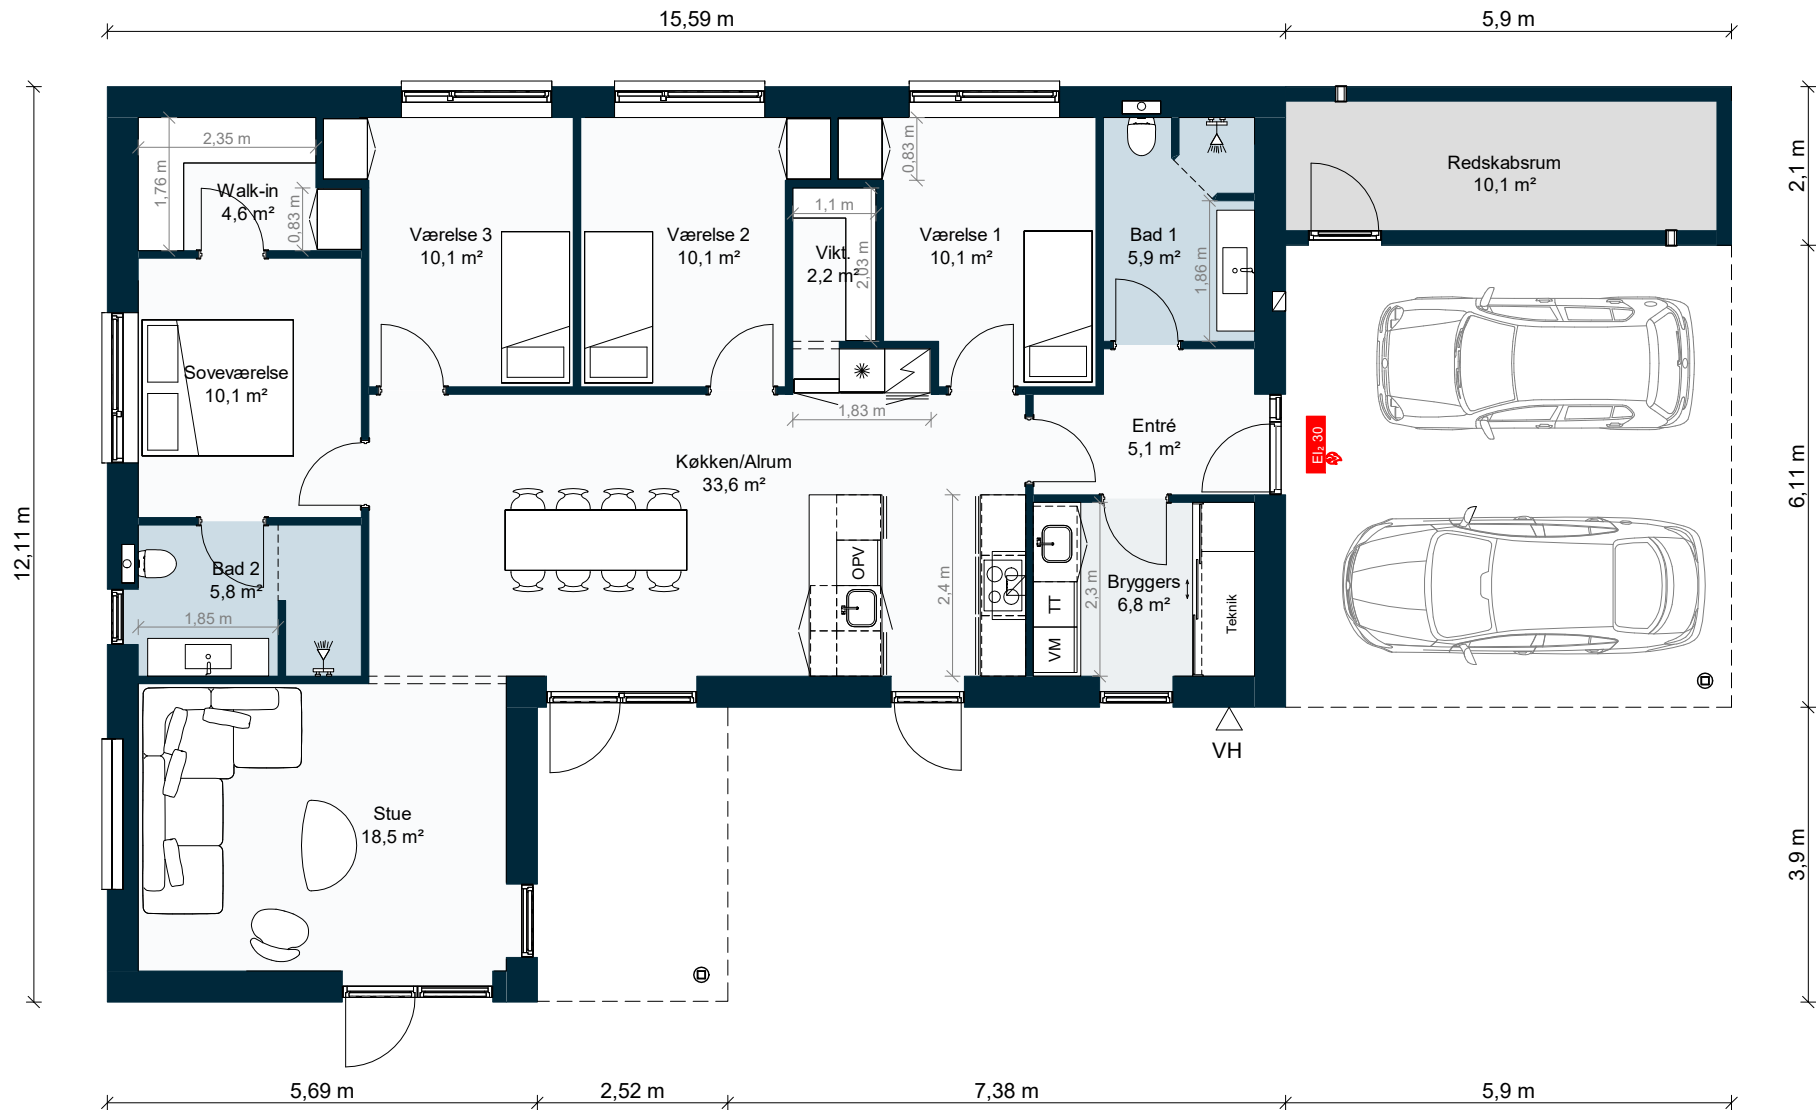 15,59 m
5,9 m
2,35 m
1,76 m
Walk-in
4,6 m²
0,83 m
Værelse 3
10,1 m²
Værelse 2
10,1 m²
1,1 m
Vikt.
2,2 m²
2,03 m
0,83 m
Værelse 1
10,1 m²
Bad 1
5,9 m²
1,86 m
Redskabsrum
10,1 m²
2,1 m
Soveværelse
10,1 m²
1,83 m
Entré
5,1 m²
EI₂ 30
Køkken/Alrum
33,6 m²
6,11 m
12,11 m
Bad 2
5,8 m²
1,85 m
OPV
2,4 m
TT
VM
2,3 m
Bryggers
6,8 m²
Teknik
VH
Stue
18,5 m²
3,9 m
5,69 m
2,52 m
7,38 m
5,9 m